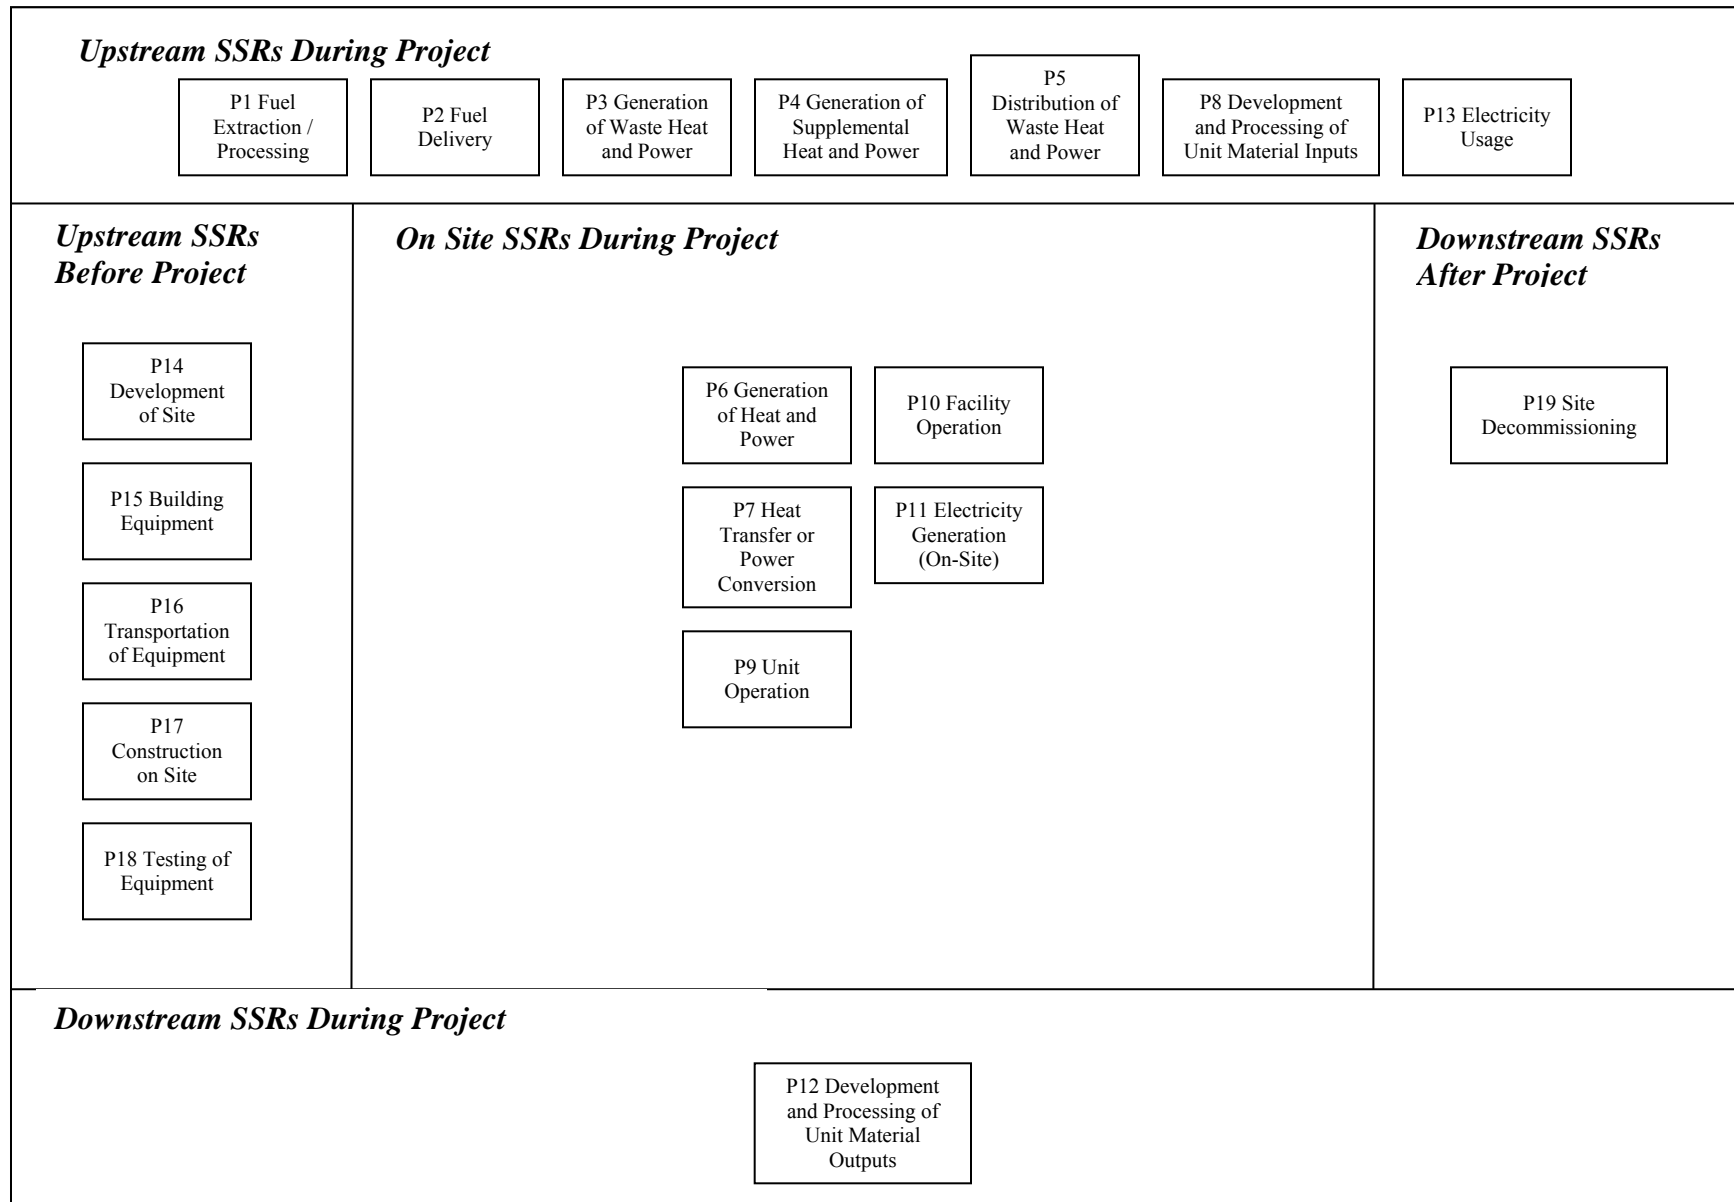 Upstream SSRs During Project
P1 Fuel
Extraction /
Processing
P2 Fuel
Delivery
P3 Generation
of Waste Heat
and Power
P4 Generation of
Supplemental
Heat and Power
P5
Distribution of
Waste Heat
and Power
P8 Development
and Processing of
Unit Material Inputs
P13 Electricity
Usage
Upstream SSRs
Before Project
P14
Development
of Site
P15 Building
Equipment
P16
Transportation
of Equipment
P17
Construction
on Site
P18 Testing of
Equipment
On Site SSRs During Project
P6 Generation
of Heat and
Power
P10 Facility
Operation
P7 Heat
Transfer or
Power
Conversion
P11 Electricity
Generation
(On-Site)
P9 Unit
Operation
Downstream SSRs
After Project
P19 Site
Decommissioning
Downstream SSRs During Project
P12 Development
and Processing of
Unit Material
Outputs